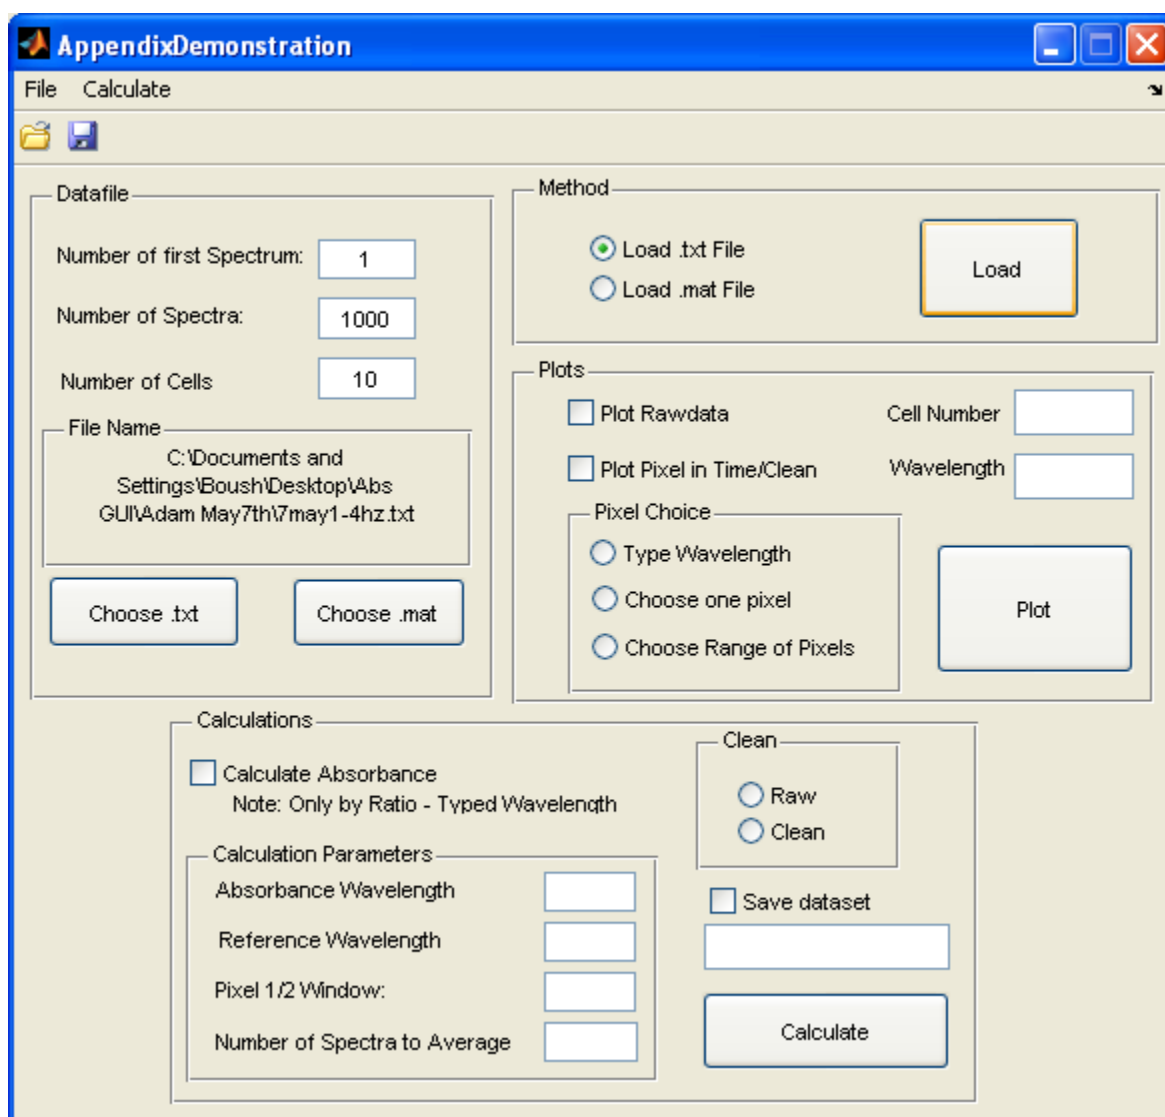 AppendixDemonstration
File Calculate
Datafile
Number of first Spectrum: 1
Number of Spectra: 1000
Number of Cells 10
File Name
C:\Documents and
Settings\Boush\Desktop\Abs
GUI\Adam May7th\7may1-4hz.txt
Choose .txt Choose .mat
Method
Load .txt File
Load .mat File
Load
Plots
Plot Rawdata Cell Number
Plot Pixel in Time/Clean Wavelength
Pixel Choice
Type Wavelength
Choose one pixel
Choose Range of Pixels
Plot
Calculations
Calculate Absorbance
Note: Only by Ratio - Typed Wavelength
Calculation Parameters
Absorbance Wavelength
Reference Wavelength
Pixel 1/2 Window:
Number of Spectra to Average
Clean
Raw
Clean
Save dataset
Calculate